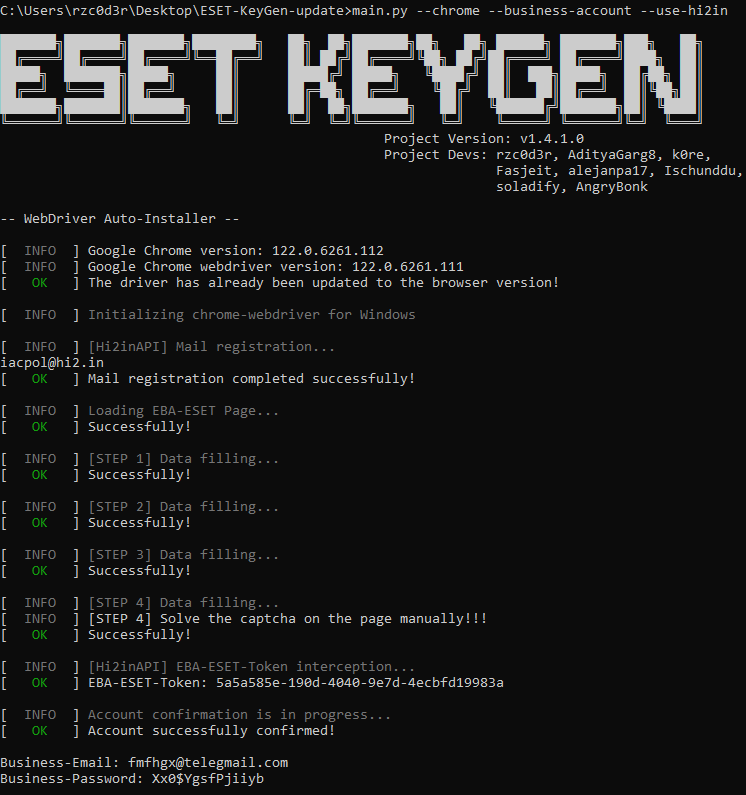 C:\Users\rzc0d3r\Desktop\ESET-KeyGen-update>main.py --chrome --business-account --use-hi2in
ESET KEYGEN
Project Version: v1.4.1.0
Project Devs: rzc0d3r, AdityaGarg8, k0re,
Fasjeit, alejanpa17, Ischunddu,
soladify, AngryBonk
-- WebDriver Auto-Installer --
[ INFO ] Google Chrome version: 122.0.6261.112
[ INFO ] Google Chrome webdriver version: 122.0.6261.111
[ OK ] The driver has already been updated to the browser version!
[ INFO ] Initializing chrome-webdriver for Windows
[ INFO ] [Hi2inAPI] Mail registration...
iacpol@hi2.in
[ OK ] Mail registration completed successfully!
[ INFO ] Loading EBA-ESET Page...
[ OK ] Successfully!
[ INFO ] [STEP 1] Data filling...
[ OK ] Successfully!
[ INFO ] [STEP 2] Data filling...
[ OK ] Successfully!
[ INFO ] [STEP 3] Data filling...
[ OK ] Successfully!
[ INFO ] [STEP 4] Data filling...
[ INFO ] [STEP 4] Solve the captcha on the page manually!!!
[ OK ] Successfully!
[ INFO ] [Hi2inAPI] EBA-ESET-Token interception...
[ OK ] EBA-ESET-Token: 5a5a585e-190d-4040-9e7d-4ecbfd19983a
[ INFO ] Account confirmation is in progress...
[ OK ] Account successfully confirmed!
Business-Email: fmfhgx@telegmail.com
Business-Password: Xx0$YgsfPjiiyb